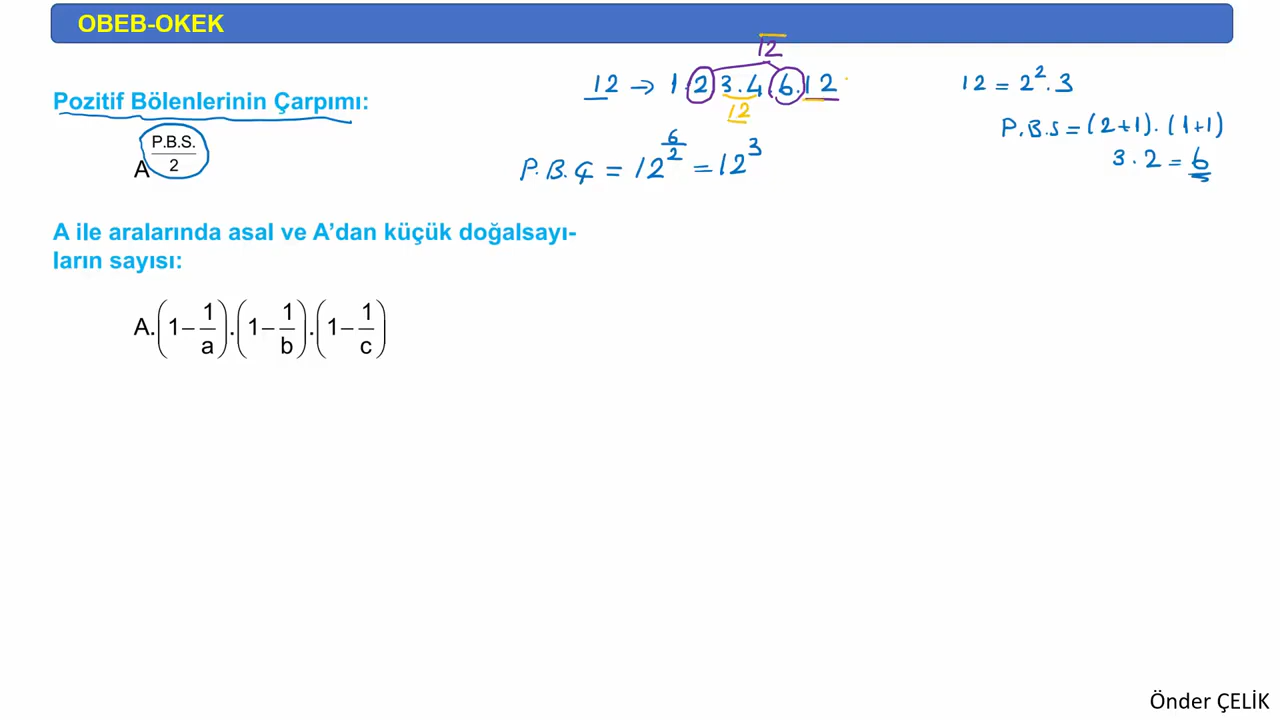 OBEB-OKEK
Pozitif Bölenlerinin Çarpımı:
A^(P.B.S./2)
12 → 1.2.3.4.6.12
12
12
P.B.Ç = 12^(6/2) = 12^3
12 = 2^2.3
P.B.S = (2+1).(1+1)
3.2 = 6
A ile aralarında asal ve A'dan küçük doğalsayı-
ların sayısı:
A.(1-1/a).(1-1/b).(1-1/c)
Önder ÇELİK